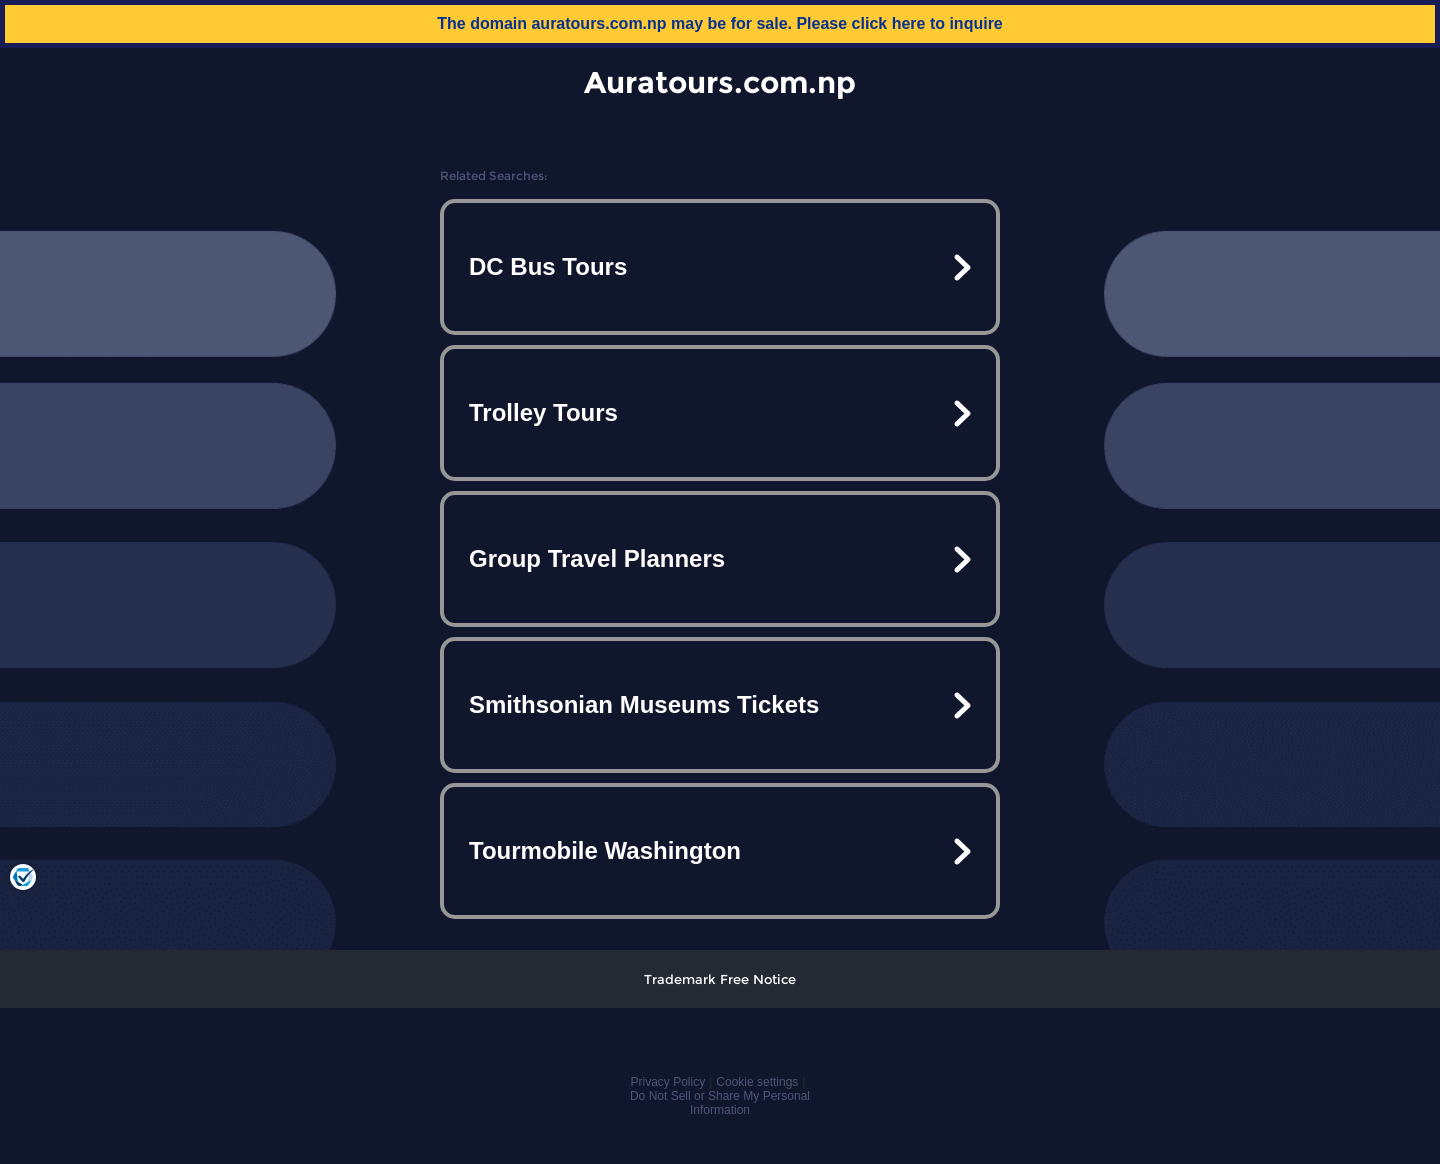 The domain auratours.com.np may be for sale. Please click here to inquire
Auratours.com.np
Related Searches:
DC Bus Tours
Trolley Tours
Group Travel Planners
Smithsonian Museums Tickets
Tourmobile Washington
Trademark Free Notice
Privacy Policy | Cookie settings |
Do Not Sell or Share My Personal
Information